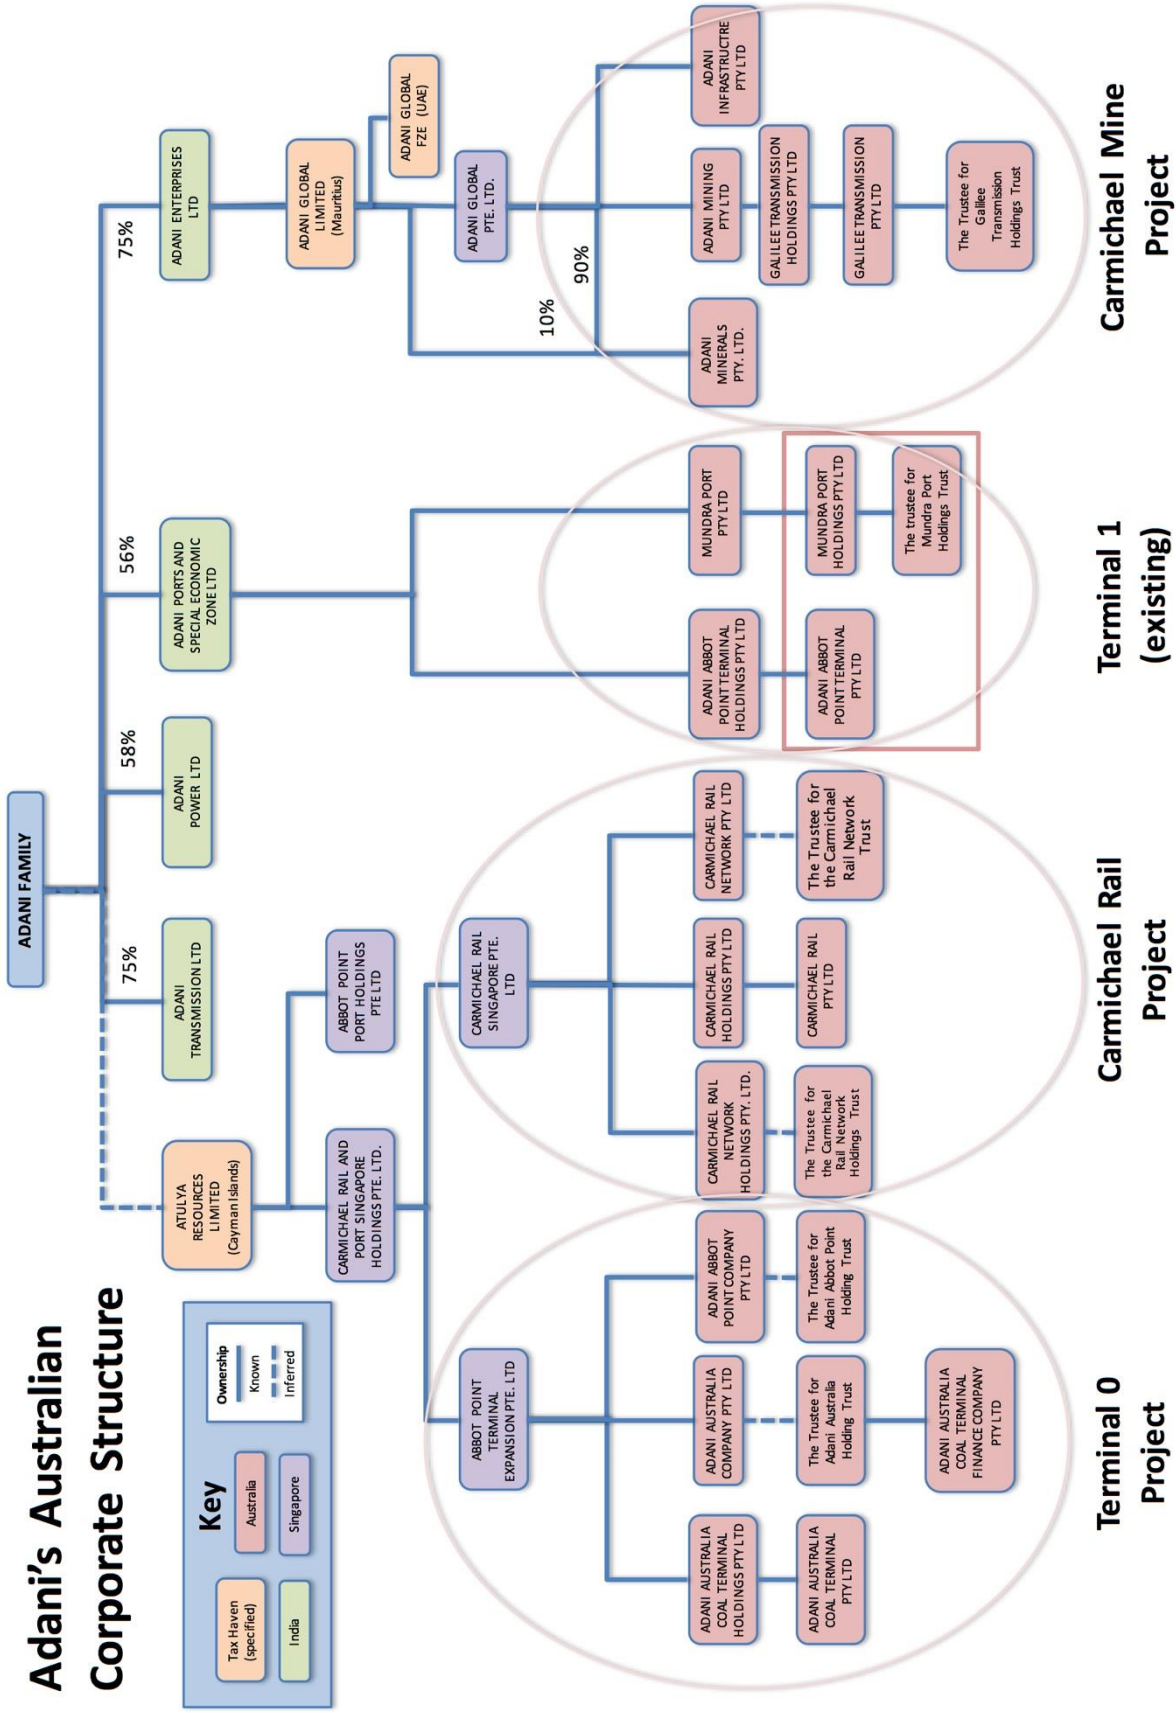 Adani's Australian
Corporate Structure
Key
Tax Haven
(specified)
Australia
India
Singapore
Ownership
Known
Inferred
ADANI FAMILY
75%
58%
56%
75%
ATULYA
RESOURCES
LIMITED
(Cayman Islands)
ADANI
TRANSMISSION LTD
ADANI
POWER LTD
ADANI PORTS AND
SPECIAL ECONOMIC
ZONE LTD
ADANI ENTERPRISES
LTD
CARMICHAEL RAIL AND
PORT SINGAPORE
HOLDINGS PTE. LTD.
ABBOT POINT
PORT HOLDINGS
PTE LTD
ADANI GLOBAL
LIMITED
(Mauritius)
ADANI GLOBAL
FZE (UAE)
ADANI GLOBAL
PTE. LTD.
10%
90%
ABBOT POINT
TERMINAL
EXPANSION PTE. LTD
CARMICHAEL RAIL
SINGAPORE PTE.
LTD
ADANI AUSTRALIA
COAL TERMINAL
HOLDINGS PTY LTD
ADANI AUSTRALIA
COMPANY PTY LTD
ADANI ABBOT
POINT COMPANY
PTY LTD
CARMICHAEL RAIL
NETWORK
HOLDINGS PTY. LTD.
CARMICHAEL RAIL
HOLDINGS PTY LTD
CARMICHAEL RAIL
NETWORK PTY LTD
ADANI ABBOT
POINT TERMINAL
HOLDINGS PTY LTD
MUNDRA PORT
PTY LTD
ADANI
MINERALS
PTY. LTD.
ADANI MINING
PTY LTD
ADANI
INFRASTRUCTRE
PTY LTD
ADANI AUSTRALIA
COAL TERMINAL
PTY LTD
The Trustee for
Adani Australia
Holding Trust
The Trustee for
Adani Abbot Point
Holding Trust
The Trustee for
the Carmichael
Rail Network
Holdings Trust
CARMICHAEL RAIL
PTY LTD
The Trustee for
the Carmichael
Rail Network
Trust
ADANI ABBOT
POINT TERMINAL
PTY LTD
MUNDRA PORT
HOLDINGS PTY LTD
GALILEE TRANSMISSION
HOLDINGS PTY LTD
GALILEE TRANSMISSION
PTY LTD
ADANI AUSTRALIA
COAL TERMINAL
FINANCE COMPANY
PTY LTD
The trustee for
Mundra Port
Holdings Trust
The Trustee for
Galilee
Transmission
Holdings Trust
Terminal 0
Project
Carmichael Rail
Project
Terminal 1
(existing)
Carmichael Mine
Project